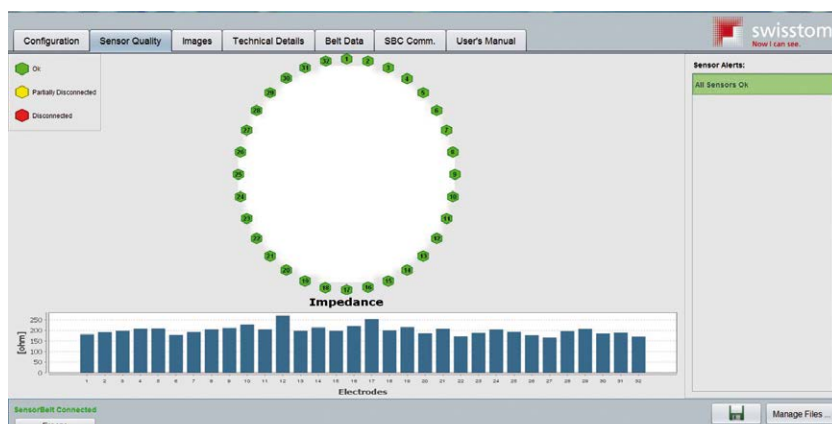 Configuration
Sensor Quality
Images
Technical Details
Belt Data
SBC Comm.
User's Manual
swisstom
Now I can see.
Ok
Partially Disconnected
Disconnected
Sensor Alerts:
All Sensors Ok
32 1 2
31 3
30 4
29 5
28 6
27 7
26 8
25 9
24 10
23 11
22 12
21 13
20 14
19 15
18 17 16
Impedance
[ohm]
250
200
150
100
50
0
1 2 3 4 5 6 7 8 9 10 11 12 13 14 15 16 17 18 19 20 21 22 23 24 25 26 27 28 29 30 31 32
Electrodes
SensorBelt Connected
Manage Files ...